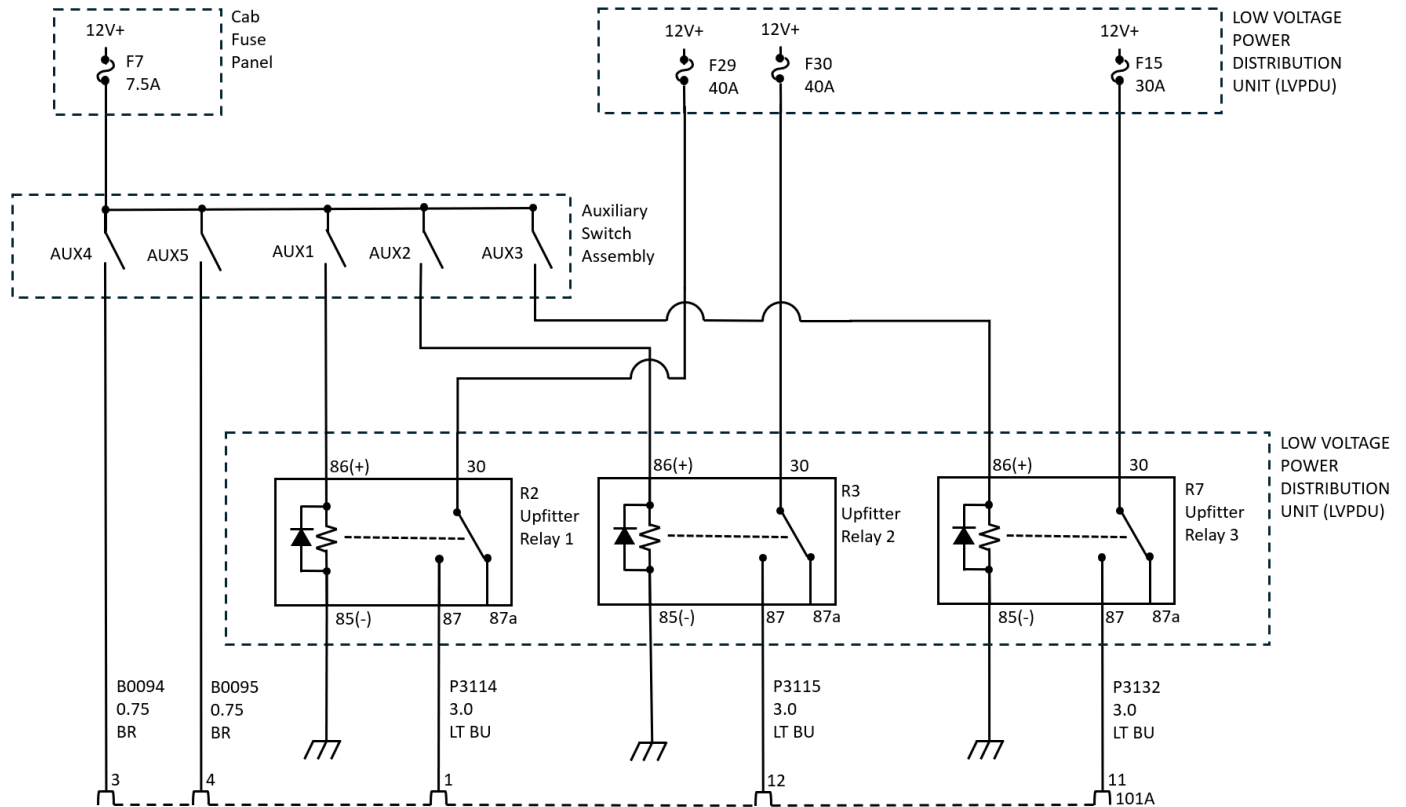 Cab
Fuse
Panel
12V+
F7
7.5A
12V+
F29
40A
12V+
F30
40A
12V+
F15
30A
LOW VOLTAGE
POWER
DISTRIBUTION
UNIT (LVPDU)
AUX4
AUX5
AUX1
AUX2
AUX3
Auxiliary
Switch
Assembly
86(+)
30
R2
Upfitter
Relay 1
85(-)
87
87a
86(+)
30
R3
Upfitter
Relay 2
85(-)
87
87a
86(+)
30
R7
Upfitter
Relay 3
85(-)
87
87a
LOW VOLTAGE
POWER
DISTRIBUTION
UNIT (LVPDU)
B0094
0.75
BR
B0095
0.75
BR
P3114
3.0
LT BU
P3115
3.0
LT BU
P3132
3.0
LT BU
3
4
1
12
11
101A